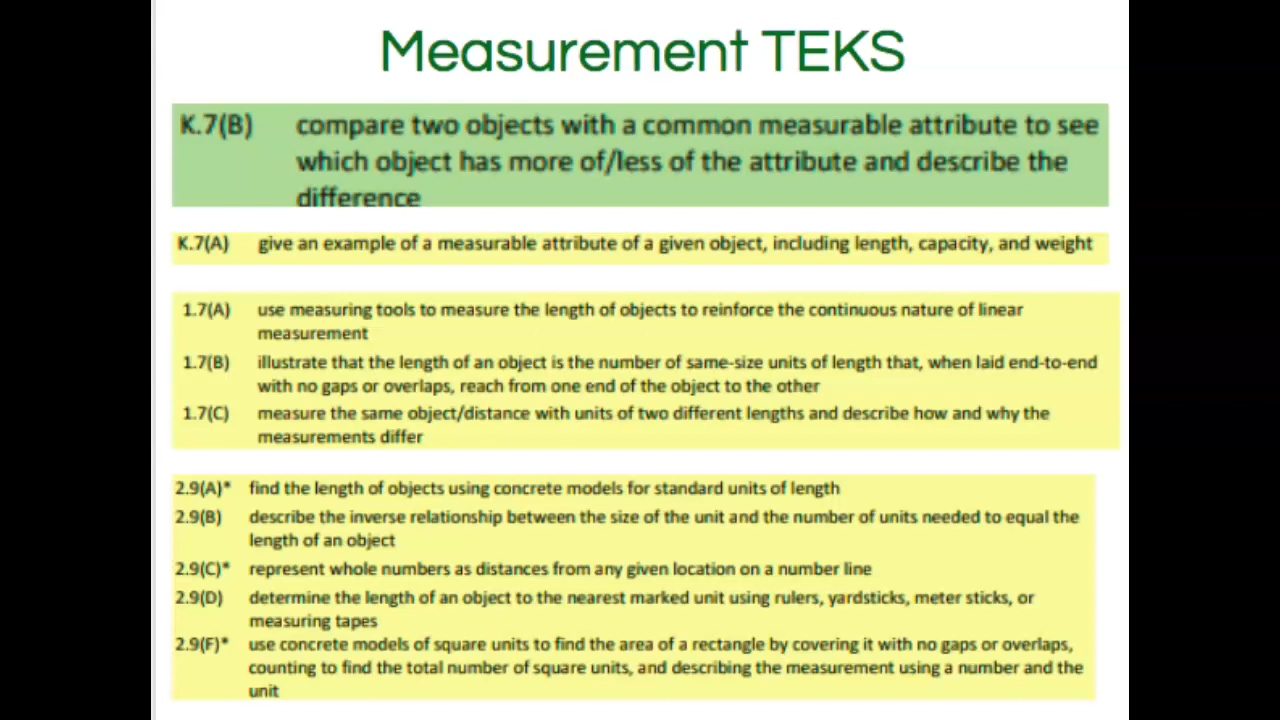 Measurement TEKS
K.7(B) compare two objects with a common measurable attribute to see
which object has more of/less of the attribute and describe the
difference
K.7(A) give an example of a measurable attribute of a given object, including length, capacity, and weight
1.7(A) use measuring tools to measure the length of objects to reinforce the continuous nature of linear
measurement
1.7(B) illustrate that the length of an object is the number of same-size units of length that, when laid end-to-end
with no gaps or overlaps, reach from one end of the object to the other
1.7(C) measure the same object/distance with units of two different lengths and describe how and why the
measurements differ
2.9(A)* find the length of objects using concrete models for standard units of length
2.9(B) describe the inverse relationship between the size of the unit and the number of units needed to equal the
length of an object
2.9(C)* represent whole numbers as distances from any given location on a number line
2.9(D) determine the length of an object to the nearest marked unit using rulers, yardsticks, meter sticks, or
measuring tapes
2.9(F)* use concrete models of square units to find the area of a rectangle by covering it with no gaps or overlaps,
counting to find the total number of square units, and describing the measurement using a number and the
unit